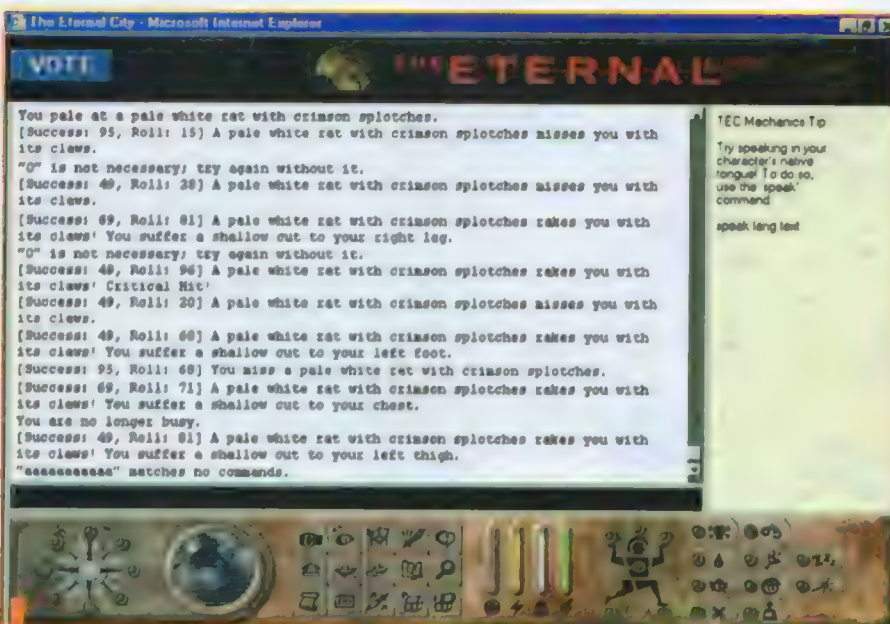 The Eternal City - Microsoft Internet Explorer
VOTE
THE ETERNAL
You pale at a pale white rat with crimson splotches.
[Success: 95, Roll: 15] A pale white rat with crimson splotches misses you with
its claws.
"0" is not necessary; try again without it.
[Success: 49, Roll: 38] A pale white rat with crimson splotches misses you with
its claws.
[Success: 69, Roll: 81] A pale white rat with crimson splotches rakes you with
its claws! You suffer a shallow cut to your right leg.
"0" is not necessary; try again without it.
[Success: 49, Roll: 96] A pale white rat with crimson splotches rakes you with
its claws! Critical Hit!
[Success: 49, Roll: 20] A pale white rat with crimson splotches misses you with
its claws.
[Success: 49, Roll: 60] A pale white rat with crimson splotches rakes you with
its claws! You suffer a shallow cut to your left foot.
[Success: 95, Roll: 60] You miss a pale white rat with crimson splotches.
[Success: 69, Roll: 71] A pale white rat with crimson splotches rakes you with
its claws! You suffer a shallow cut to your chest.
You are no longer busy.
[Success: 49, Roll: 81] A pale white rat with crimson splotches rakes you with
its claws! You suffer a shallow cut to your left thigh.
"aaaaaaaaaaa" matches no commands.
TEC Mechanics Tip
Try speaking in your
character's native
tongue! To do so,
use the 'speak'
command
speak lang text